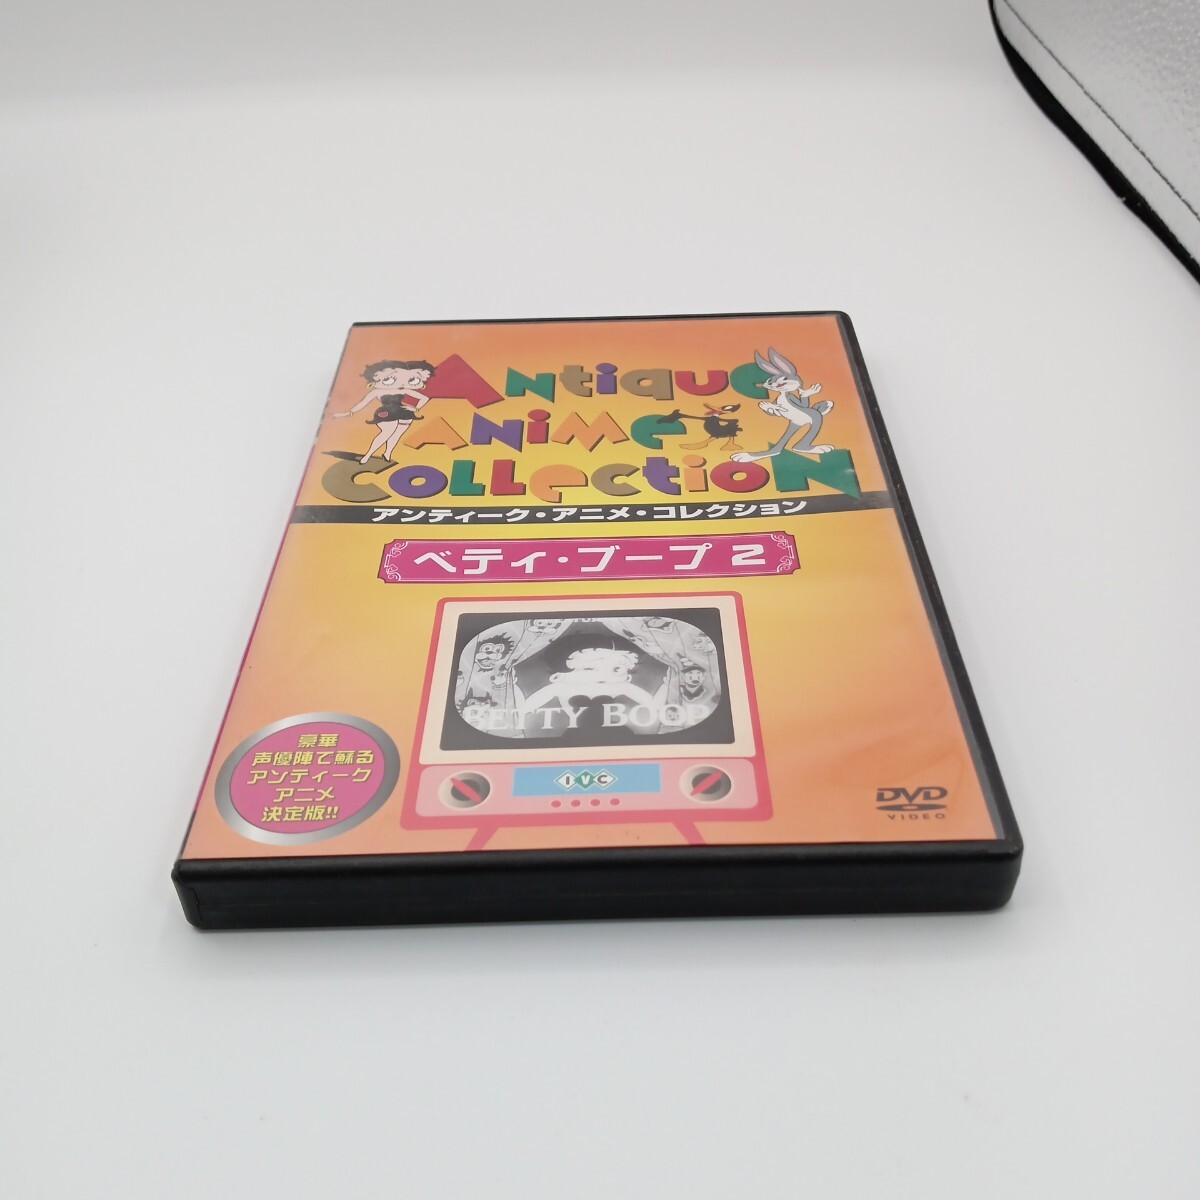 Antique
Anime
Collection
アンティーク・アニメ・コレクション
ベティ・ブープ 2
BETTY BOOP
IVC
豪華
声優陣で蘇る
アンティーク
アニメ
決定版!!
DVD
VIDEO